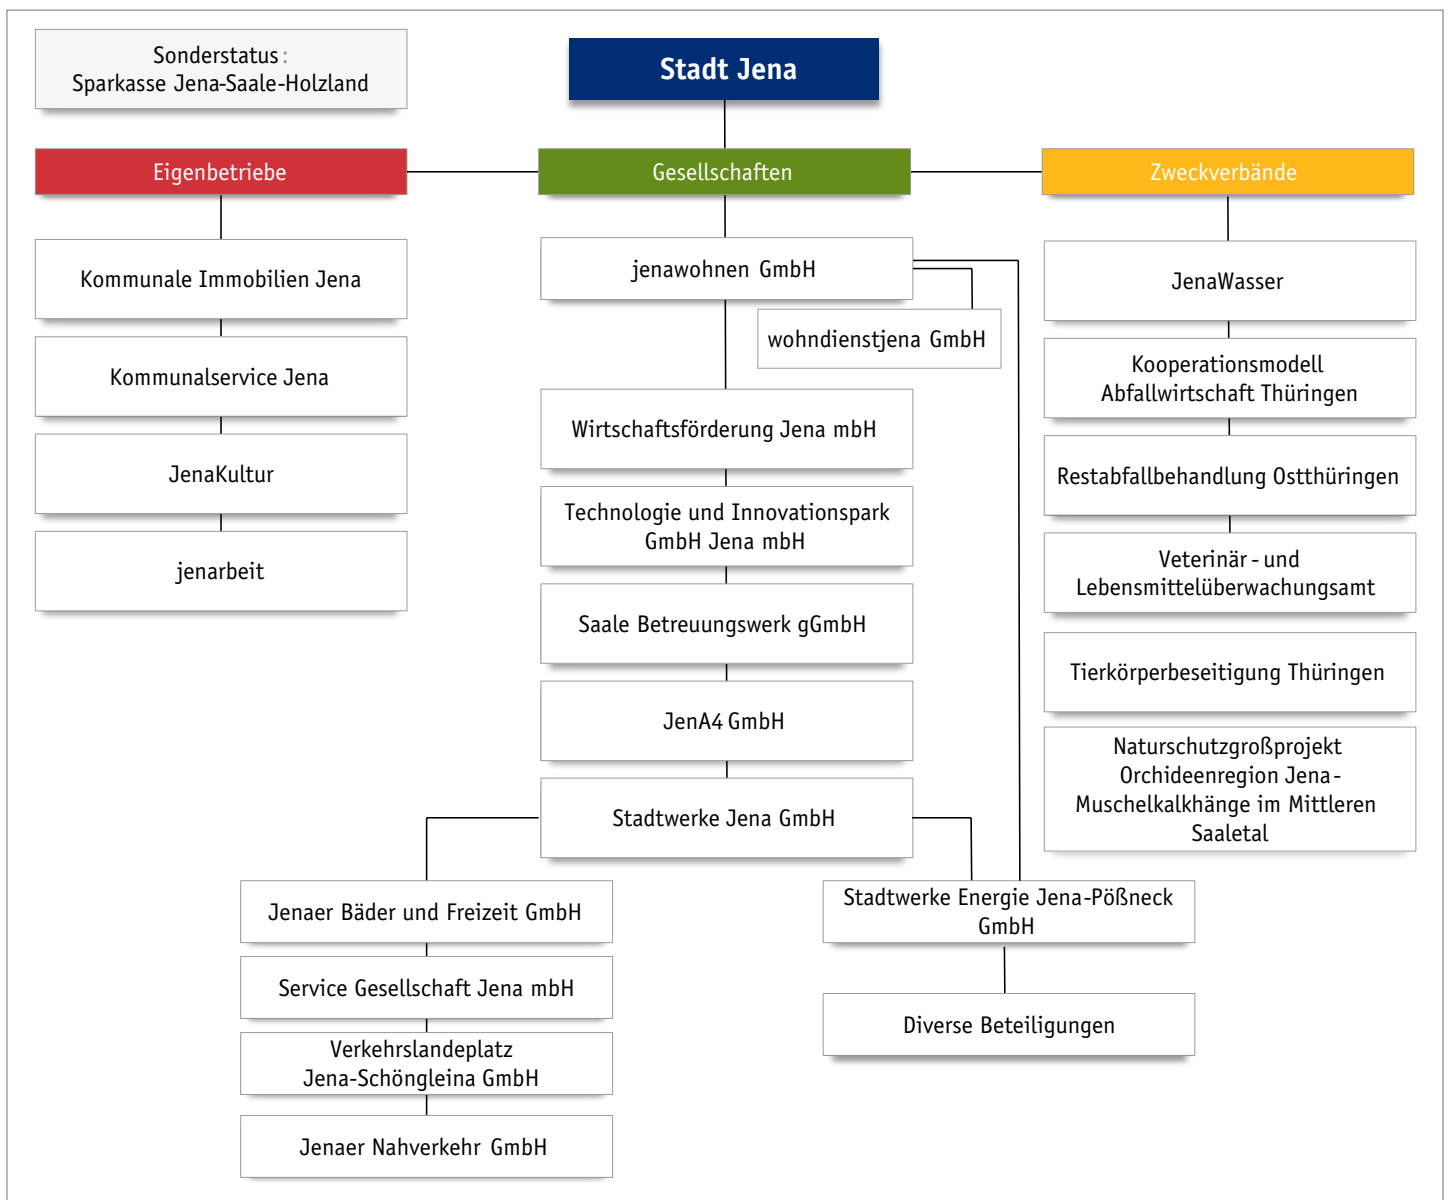 Sonderstatus:
Sparkasse Jena-Saale-Holzland
Stadt Jena
Eigenbetriebe
Gesellschaften
Zweckverbände
Kommunale Immobilien Jena
Kommunalservice Jena
JenaKultur
jenarbeit
jenawohnen GmbH
wohndienstjena GmbH
Wirtschaftsförderung Jena mbH
Technologie und Innovationspark
GmbH Jena mbH
Saale Betreuungswerk gGmbH
JenA4 GmbH
Stadtwerke Jena GmbH
Jenaer Bäder und Freizeit GmbH
Service Gesellschaft Jena mbH
Verkehrslandeplatz
Jena-Schöngleina GmbH
Jenaer Nahverkehr GmbH
Stadtwerke Energie Jena-Pößneck
GmbH
Diverse Beteiligungen
JenaWasser
Kooperationsmodell
Abfallwirtschaft Thüringen
Restabfallbehandlung Ostthüringen
Veterinär- und
Lebensmittelüberwachungsamt
Tierkörperbeseitigung Thüringen
Naturschutzgroßprojekt
Orchideenregion Jena-
Muschelkalkhänge im Mittleren
Saaletal